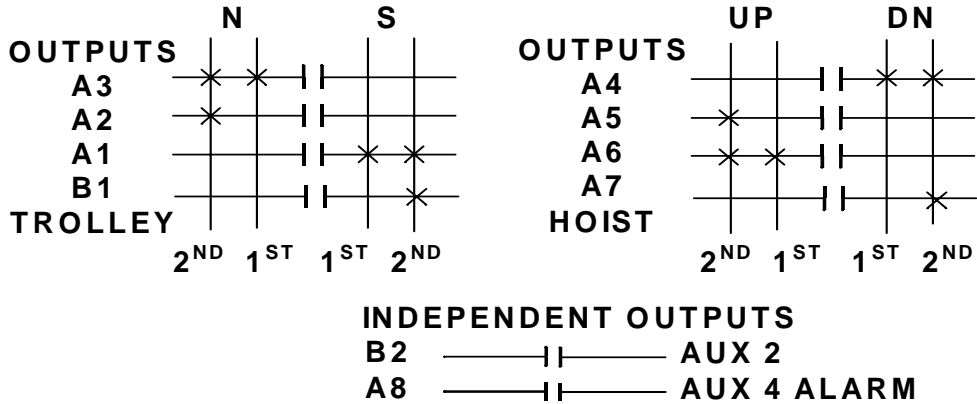 N S
OUTPUTS
A3
A2
A1
B1
TROLLEY
2ND 1ST 1ST 2ND
UP DN
OUTPUTS
A4
A5
A6
A7
HOIST
2ND 1ST 1ST 2ND
INDEPENDENT OUTPUTS
B2 AUX 2
A8 AUX 4 ALARM